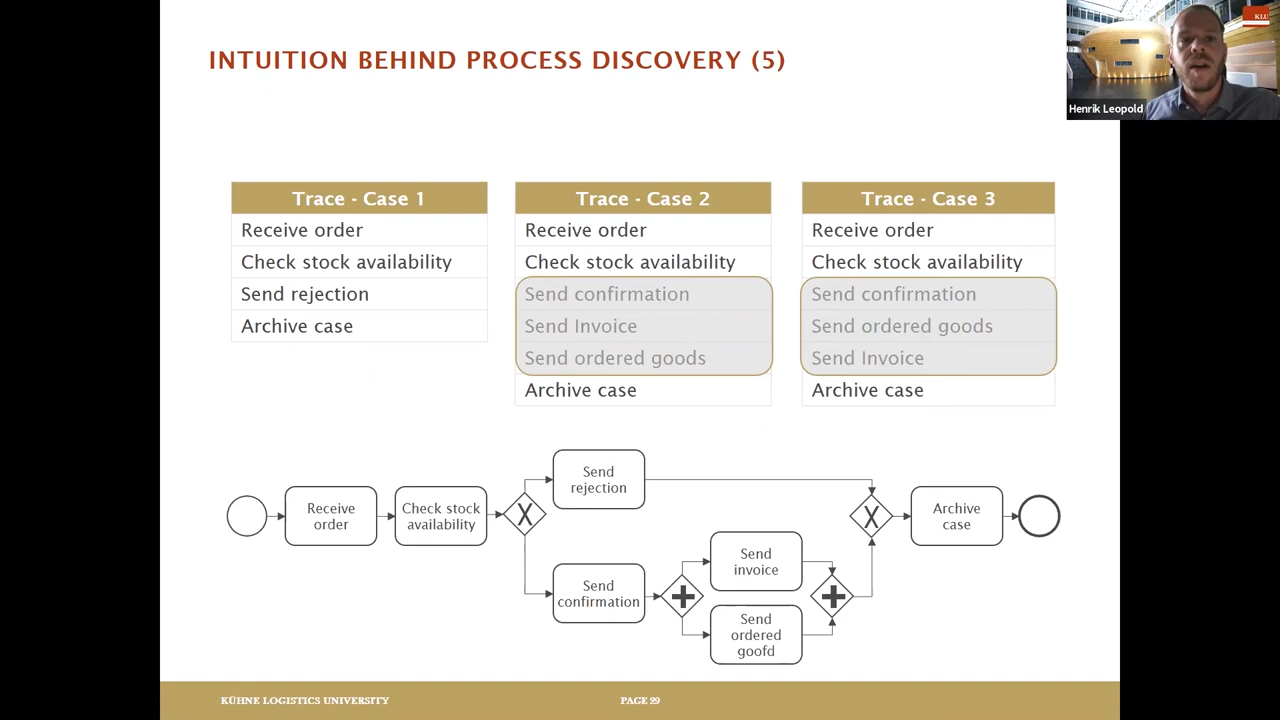 INTUITION BEHIND PROCESS DISCOVERY (5)
KLU
Henrik Leopold
Trace - Case 1
Receive order
Check stock availability
Send rejection
Archive case
Trace - Case 2
Receive order
Check stock availability
Send confirmation
Send Invoice
Send ordered goods
Archive case
Trace - Case 3
Receive order
Check stock availability
Send confirmation
Send ordered goods
Send Invoice
Archive case
Receive
order
Check stock
availability
X
Send
rejection
Send
confirmation
Send
invoice
Send
ordered
goofd
X
Archive
case
KÜHNE LOGISTICS UNIVERSITY
PAGE 29